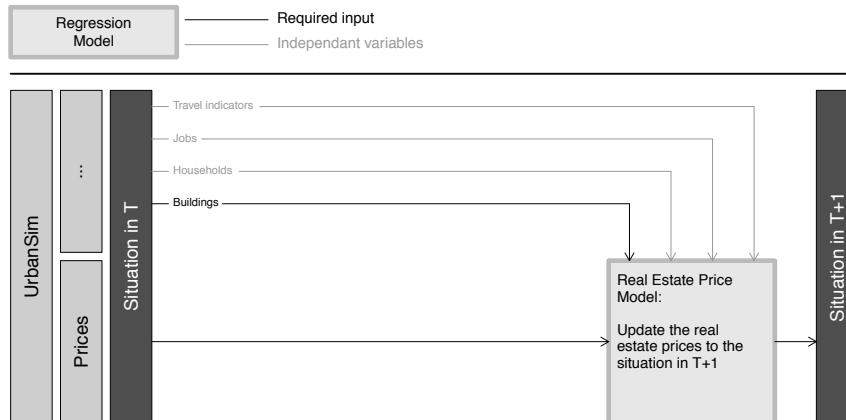 Regression
Model
Required input
Independant variables
UrbanSim
...
Prices
Situation in T
Travel indicators
Jobs
Households
Buildings
Real Estate Price
Model:
Update the real
estate prices to the
situation in T+1
Situation in T+1